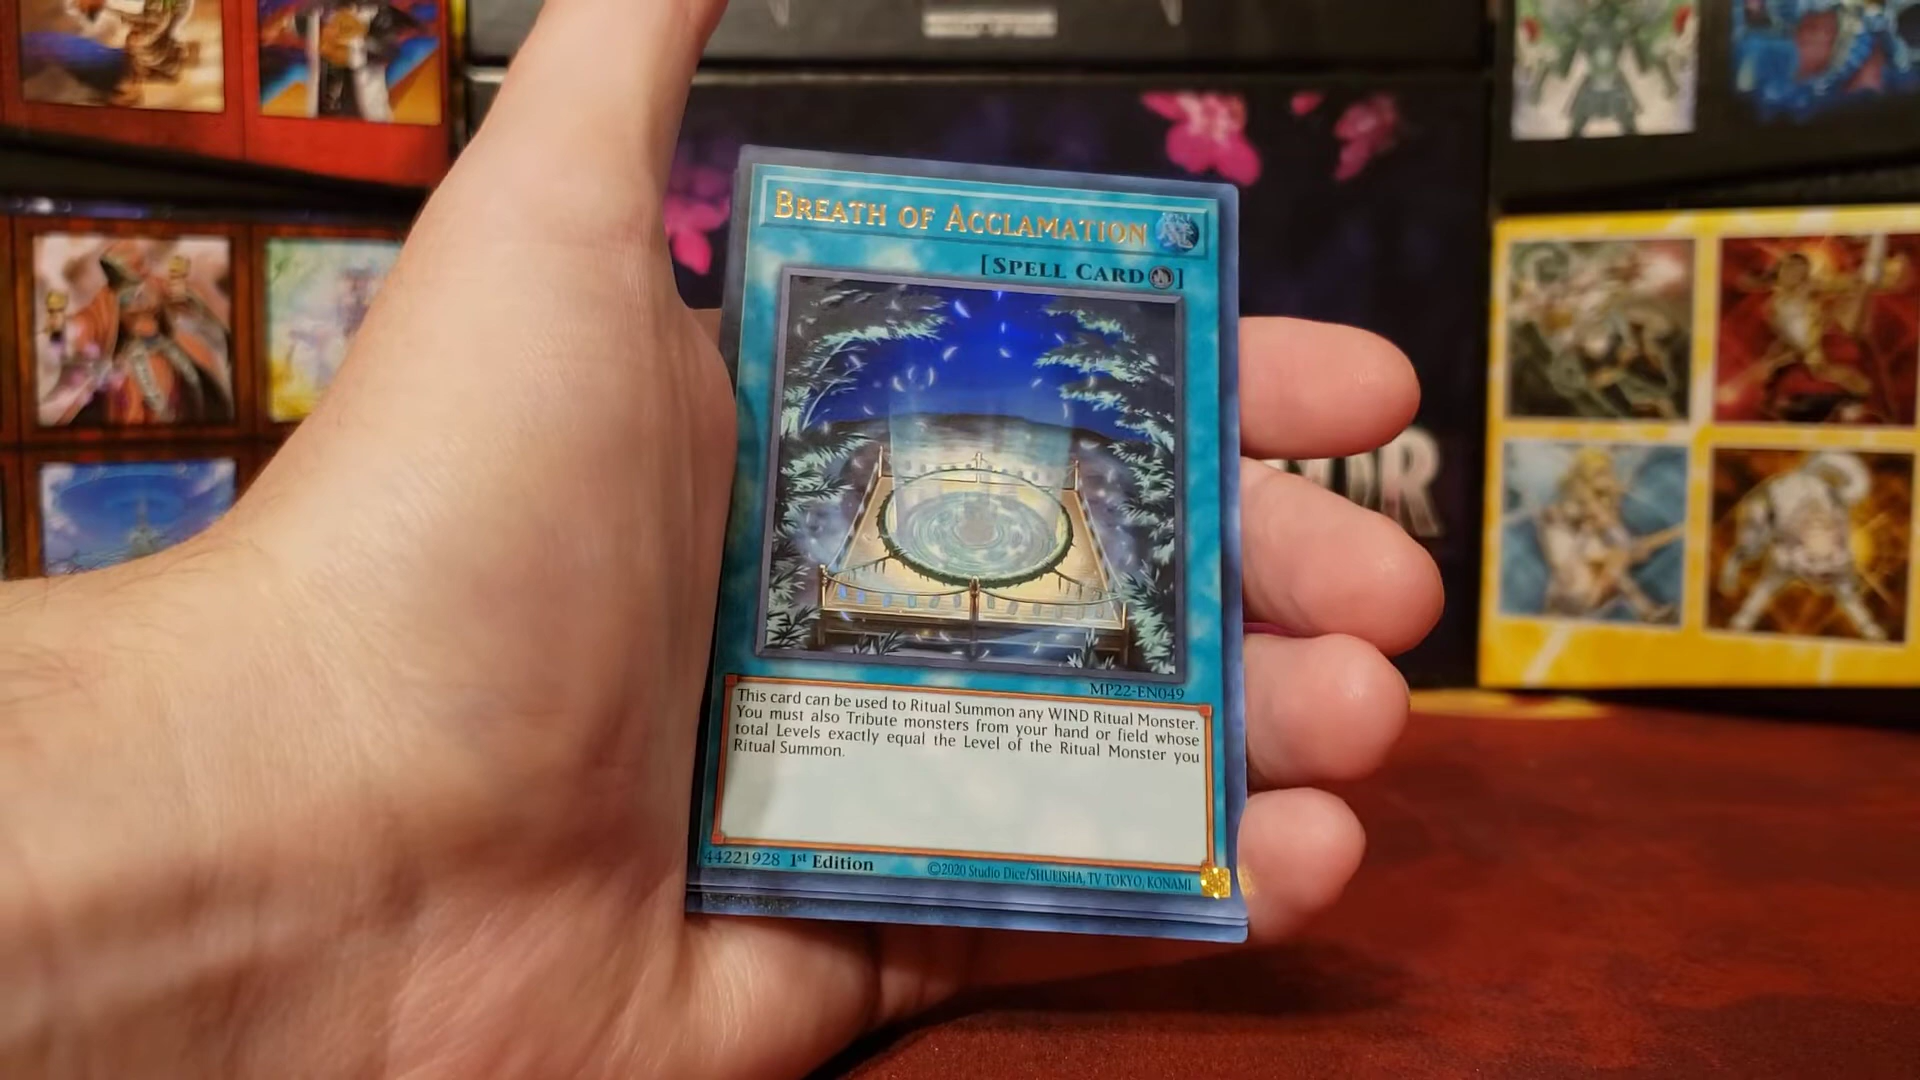 BREATH OF ACCLAMATION
[SPELL CARD]
MP22-EN049
This card can be used to Ritual Summon any WIND Ritual Monster.
You must also Tribute monsters from your hand or field whose
total Levels exactly equal the Level of the Ritual Monster you
Ritual Summon.
44221928 1st Edition ©2020 Studio Dice/SHUEISHA, TV TOKYO, KONAMI